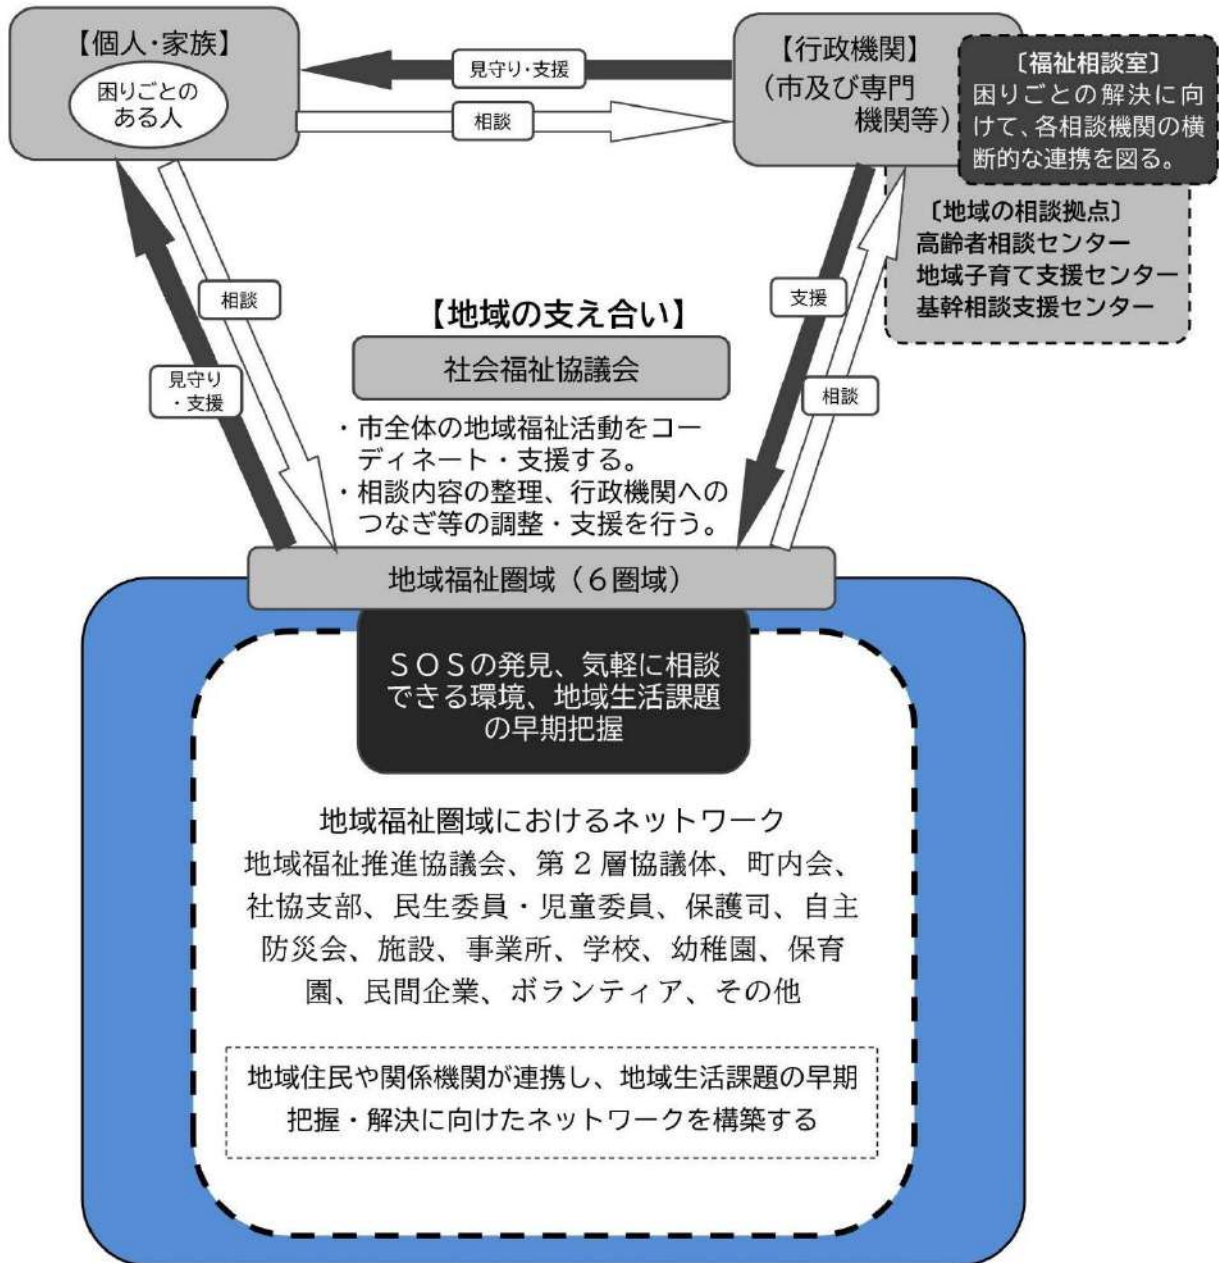 【個人・家族】
困りごとの
ある人
見守り・支援
相談
【行政機関】
（市及び専門
機関等）
〔福祉相談室〕
困りごとの解決に向
けて、各相談機関の横
断的な連携を図る。
〔地域の相談拠点〕
高齢者相談センター
地域子育て支援センター
基幹相談支援センター
相談
見守り
・支援
支援
相談
【地域の支え合い】
社会福祉協議会
・市全体の地域福祉活動をコー
ディネート・支援する。
・相談内容の整理、行政機関への
つなぎ等の調整・支援を行う。
地域福祉圏域（６圏域）
ＳＯＳの発見、気軽に相談
できる環境、地域生活課題
の早期把握
地域福祉圏域におけるネットワーク
地域福祉推進協議会、第２層協議体、町内会、
社協支部、民生委員・児童委員、保護司、自主
防災会、施設、事業所、学校、幼稚園、保育
園、民間企業、ボランティア、その他
地域住民や関係機関が連携し、地域生活課題の早期
把握・解決に向けたネットワークを構築する